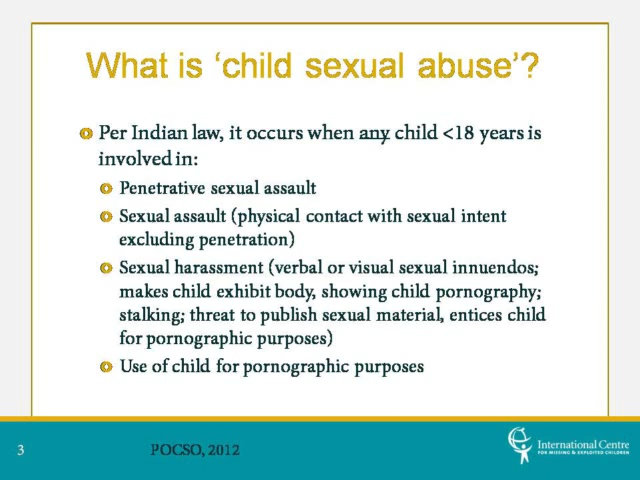 What is ‘child sexual abuse’?
Per Indian law, it occurs when any child <18 years is
involved in:
Penetrative sexual assault
Sexual assault (physical contact with sexual intent
excluding penetration)
Sexual harassment (verbal or visual sexual innuendos;
makes child exhibit body, showing child pornography;
stalking; threat to publish sexual material, entices child
for pornographic purposes)
Use of child for pornographic purposes
3
POCSO, 2012
International Centre
FOR MISSING & EXPLOITED CHILDREN